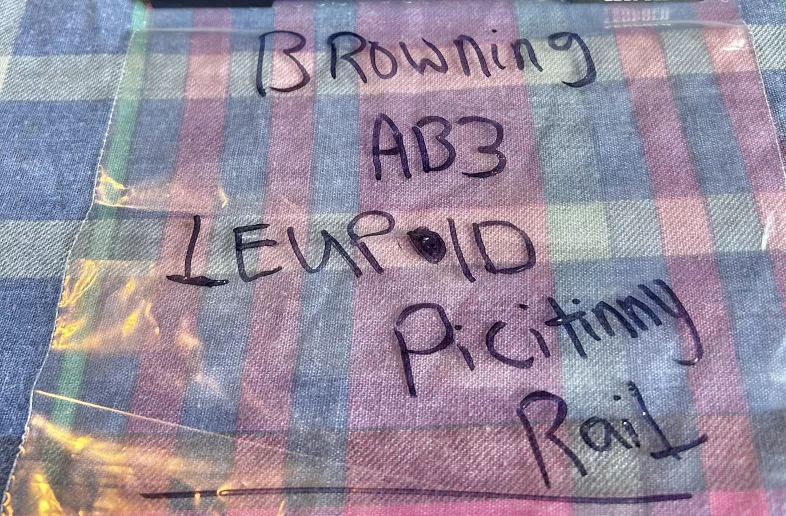 BROWNING
AB3
LEUPOlD
Picitinny
Rail